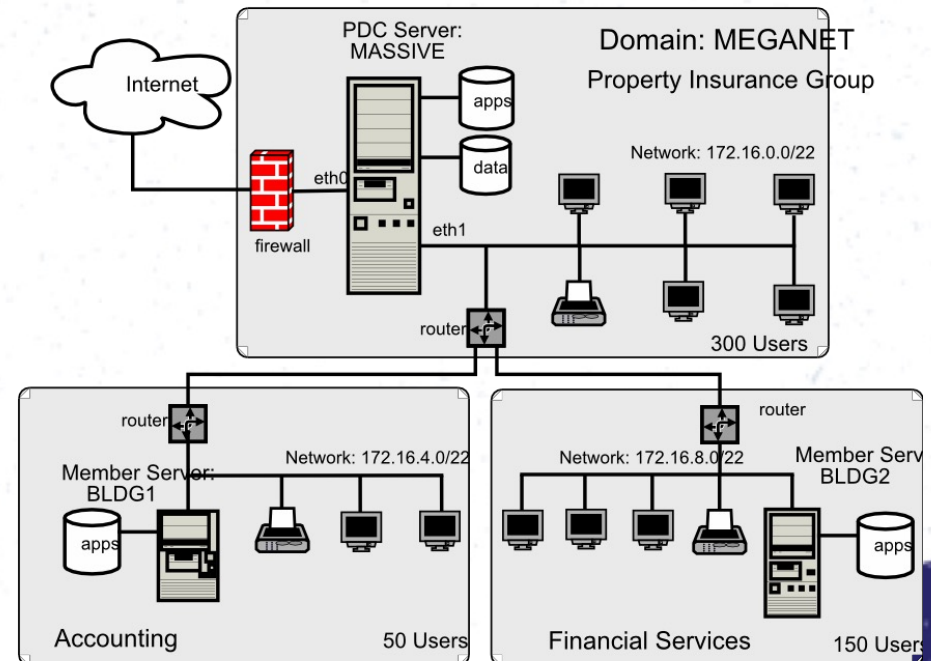 PDC Server:
MASSIVE
Domain: MEGANET
Property Insurance Group
Internet
apps
data
Network: 172.16.0.0/22
eth0
eth1
firewall
router
300 Users
router
Network: 172.16.4.0/22
Member Server:
BLDG1
apps
Accounting
50 Users
router
Network: 172.16.8.0/22
Member Serv
BLDG2
apps
Financial Services
150 Users